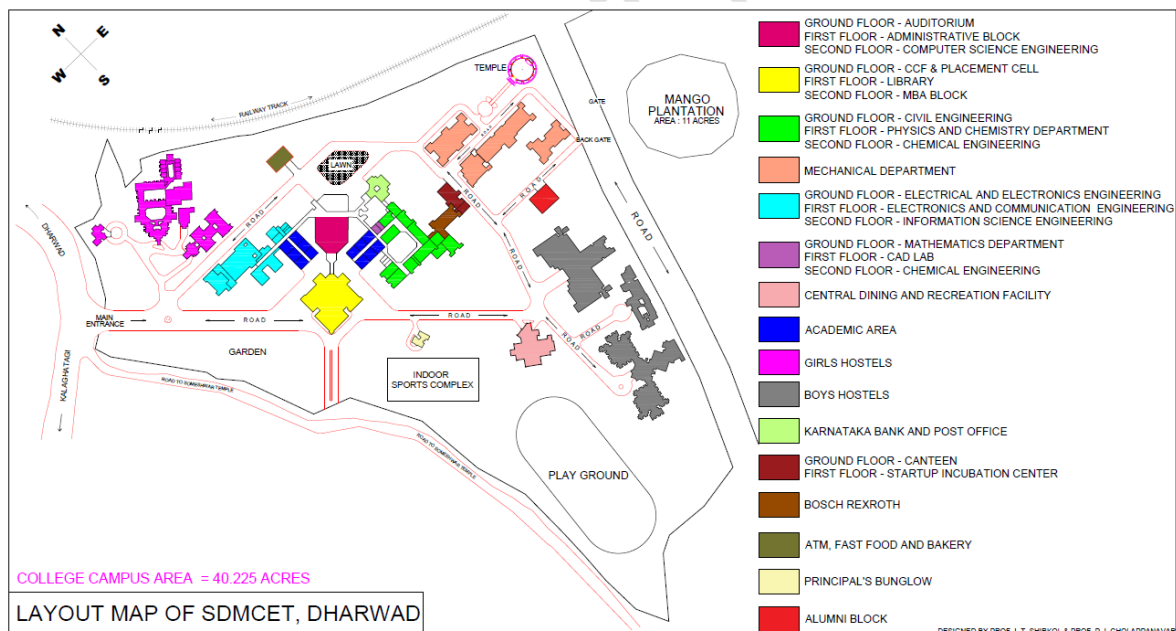 N
E
W
S
RAILWAY TRACK
TEMPLE
ROAD
GATE
MANGO
PLANTATION
AREA : 11 ACRES
BACK GATE
LAWN
ROAD
ROAD
ROAD
ROAD
ROAD
DHARWAD
MAIN
ENTRANCE
ROAD
ROAD
ROAD
ROAD
GARDEN
INDOOR
SPORTS COMPLEX
KALAGHATAGI
ROAD TO SOMESHWAR TEMPLE
ROAD TO SOMESHWAR TEMPLE
PLAY GROUND
COLLEGE CAMPUS AREA = 40.225 ACRES
LAYOUT MAP OF SDMCET, DHARWAD
GROUND FLOOR - AUDITORIUM
FIRST FLOOR - ADMINISTRATIVE BLOCK
SECOND FLOOR - COMPUTER SCIENCE ENGINEERING
GROUND FLOOR - CCF & PLACEMENT CELL
FIRST FLOOR - LIBRARY
SECOND FLOOR - MBA BLOCK
GROUND FLOOR - CIVIL ENGINEERING
FIRST FLOOR - PHYSICS AND CHEMISTRY DEPARTMENT
SECOND FLOOR - CHEMICAL ENGINEERING
MECHANICAL DEPARTMENT
GROUND FLOOR - ELECTRICAL AND ELECTRONICS ENGINEERING
FIRST FLOOR - ELECTRONICS AND COMMUNICATION ENGINEERING
SECOND FLOOR - INFORMATION SCIENCE ENGINEERING
GROUND FLOOR - MATHEMATICS DEPARTMENT
FIRST FLOOR - CAD LAB
SECOND FLOOR - CHEMICAL ENGINEERING
CENTRAL DINING AND RECREATION FACILITY
ACADEMIC AREA
GIRLS HOSTELS
BOYS HOSTELS
KARNATAKA BANK AND POST OFFICE
GROUND FLOOR - CANTEEN
FIRST FLOOR - STARTUP INCUBATION CENTER
BOSCH REXROTH
ATM, FAST FOOD AND BAKERY
PRINCIPAL'S BUNGLOW
ALUMNI BLOCK